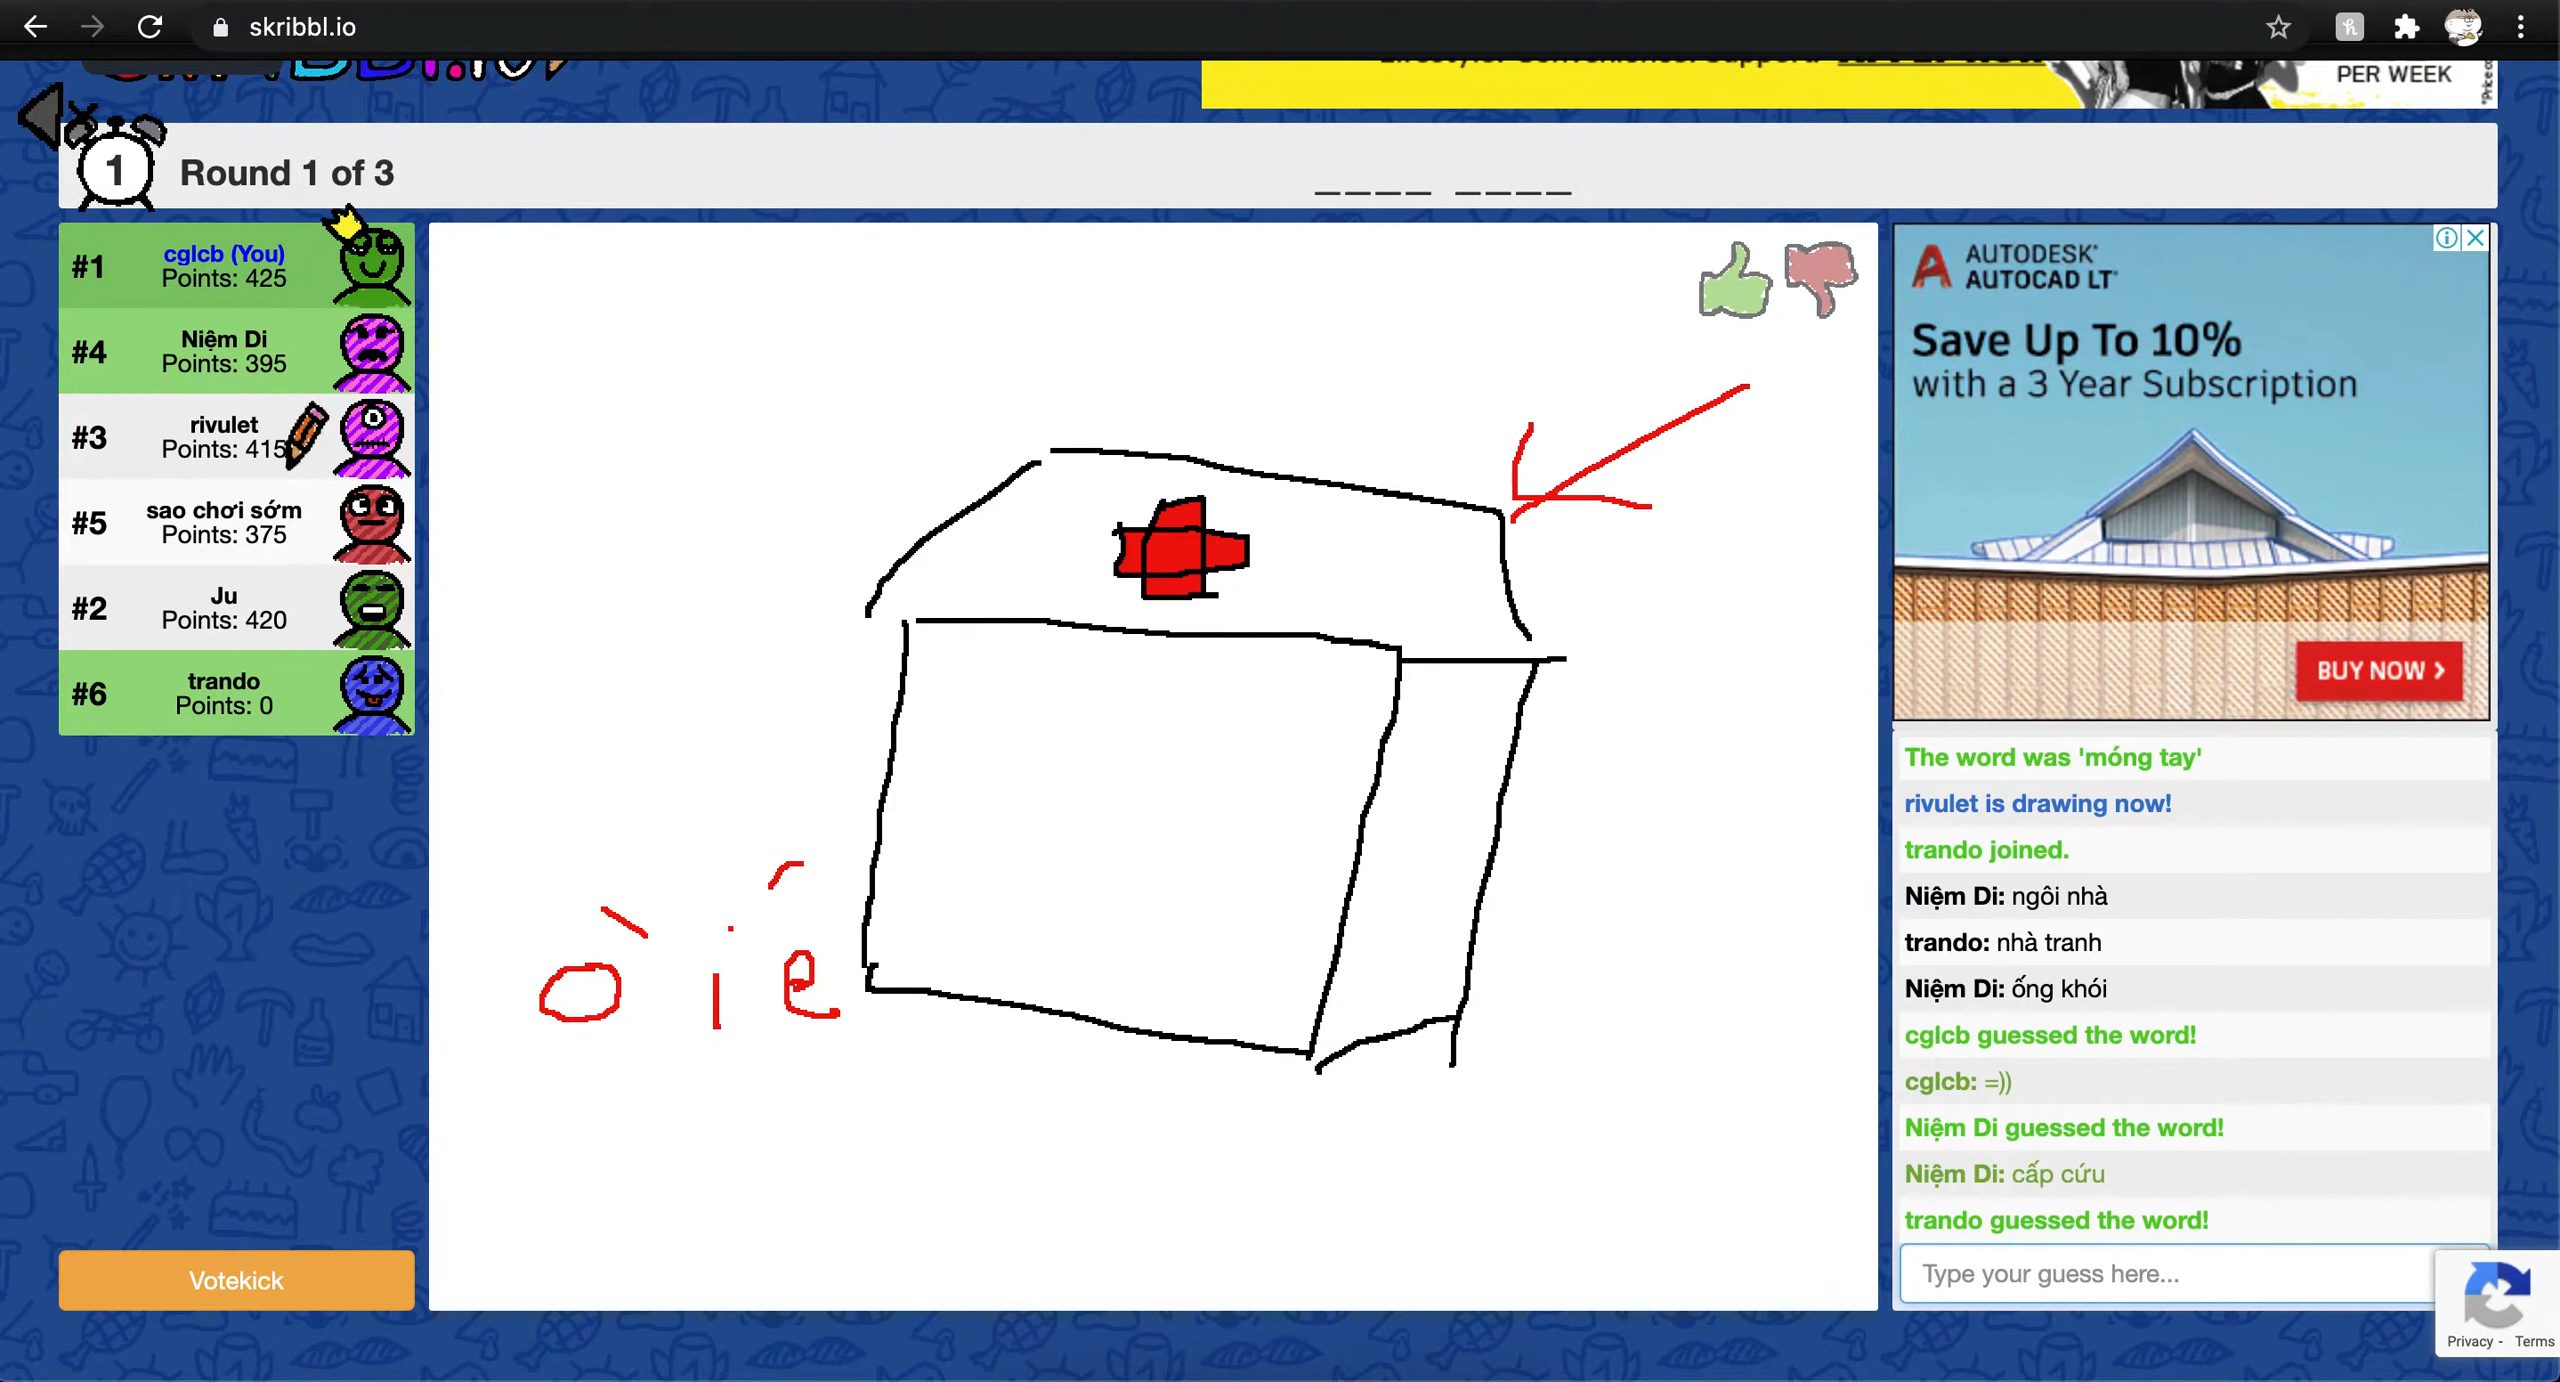 skribbl.io
PER WEEK
1
Round 1 of 3
____ ____
#1
cglcb (You)
Points: 425
#4
Niệm Di
Points: 395
#3
rivulet
Points: 415
#5
sao chơi sớm
Points: 375
#2
Ju
Points: 420
#6
trando
Points: 0
Votekick
ò i é
AUTODESK®
AUTOCAD LT®
Save Up To 10%
with a 3 Year Subscription
BUY NOW >
The word was 'móng tay'
rivulet is drawing now!
trando joined.
Niệm Di: ngôi nhà
trando: nhà tranh
Niệm Di: ống khói
cglcb guessed the word!
cglcb: =))
Niệm Di guessed the word!
Niệm Di: cấp cứu
trando guessed the word!
Type your guess here...
Privacy - Terms